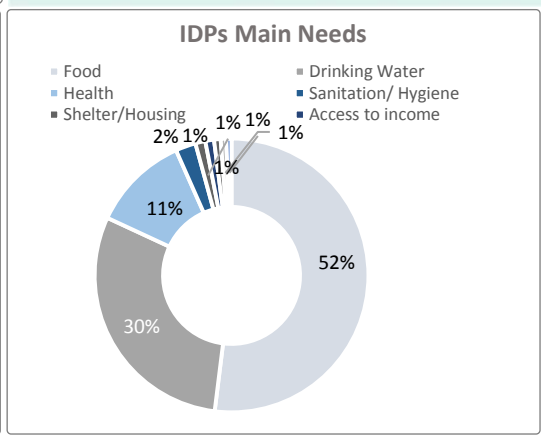 IDPs Main Needs
Food
Drinking Water
Health
Sanitation/ Hygiene
Shelter/Housing
Access to income
2%
1%
1%
1%
1%
1%
11%
52%
30%